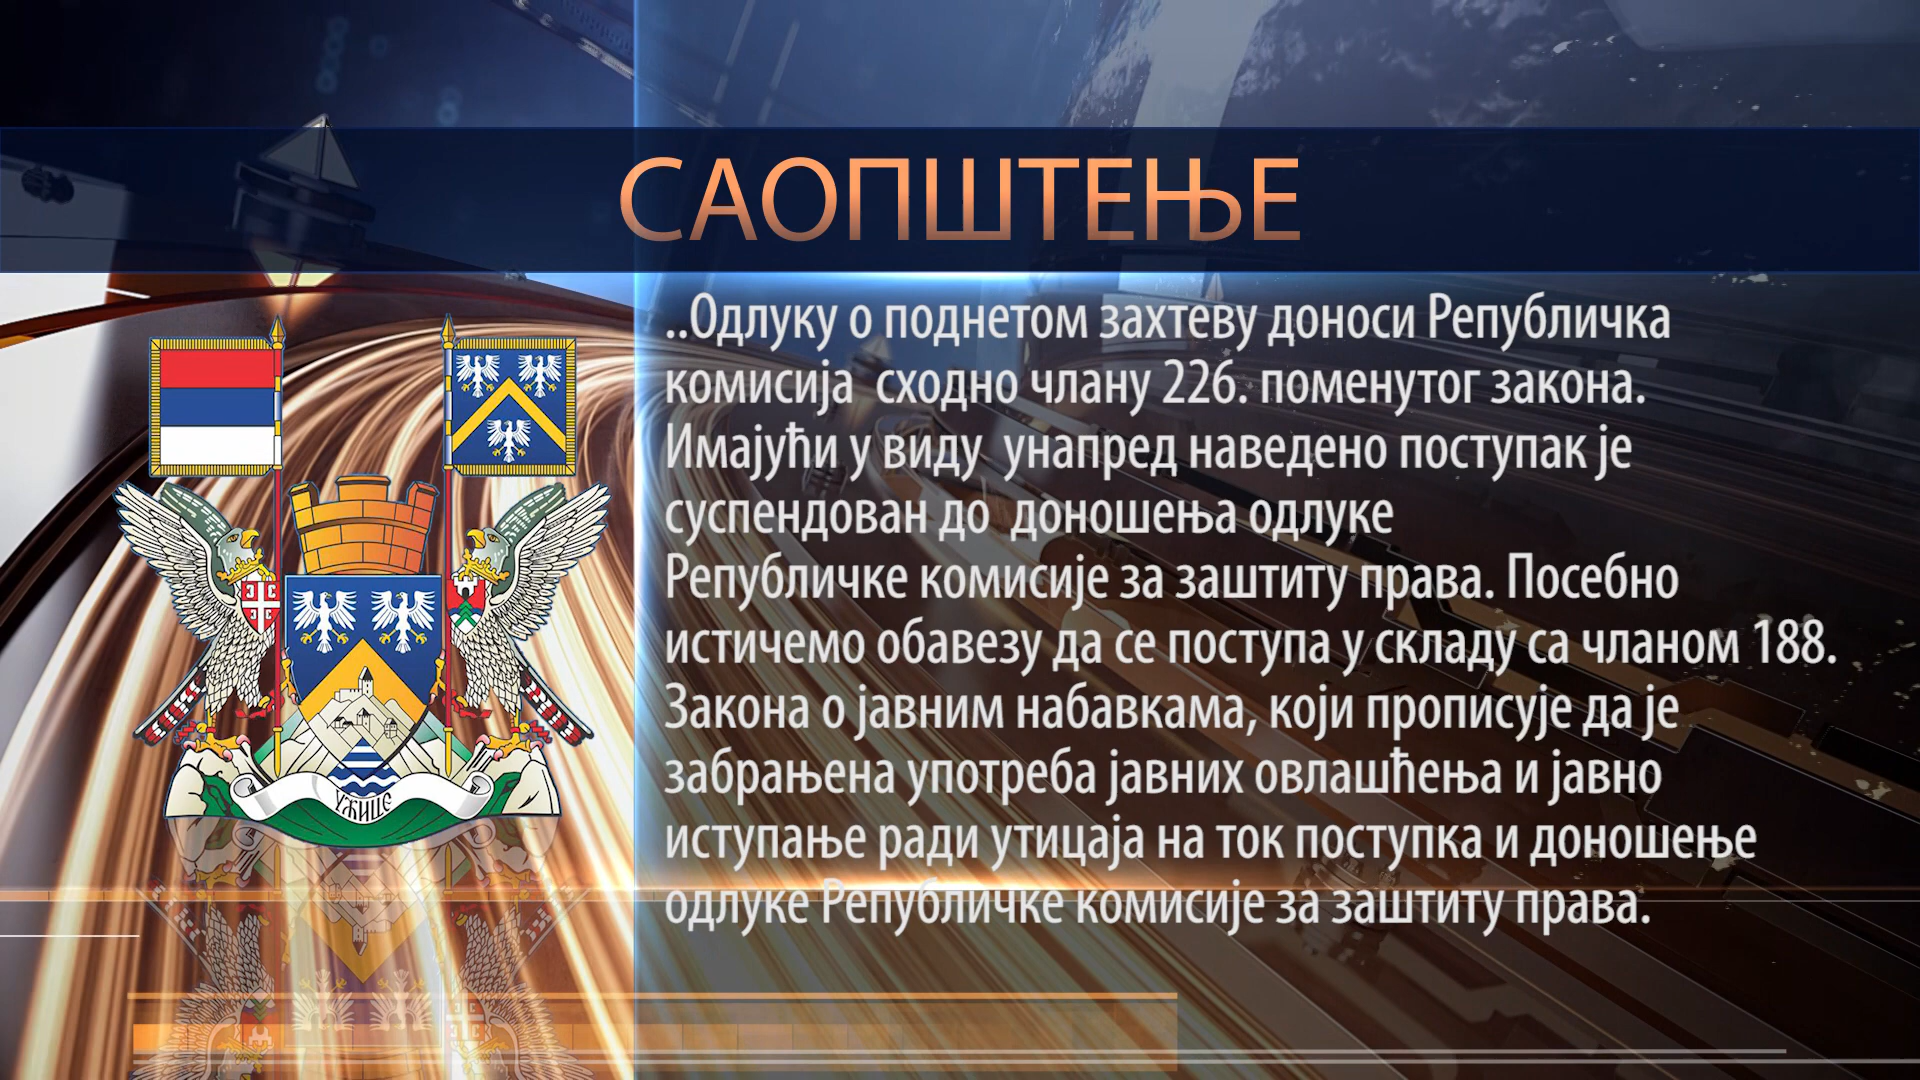 САОПШТЕЊЕ
..Одлуку о поднетом захтеву доноси Републичка
комисија  сходно члану 226. поменутог закона.
Имајући у виду  унапред наведено поступак је
суспендован до  доношења одлуке
Републичке комисије за заштиту права. Посебно
истичемо обавезу да се поступа у складу са чланом 188.
Закона о јавним набавкама, који прописује да је
забрањена употреба јавних овлашћења и јавно
иступање ради утицаја на ток поступка и доношење
одлуке Републичке комисије за заштиту права.
УЖИЦЕ